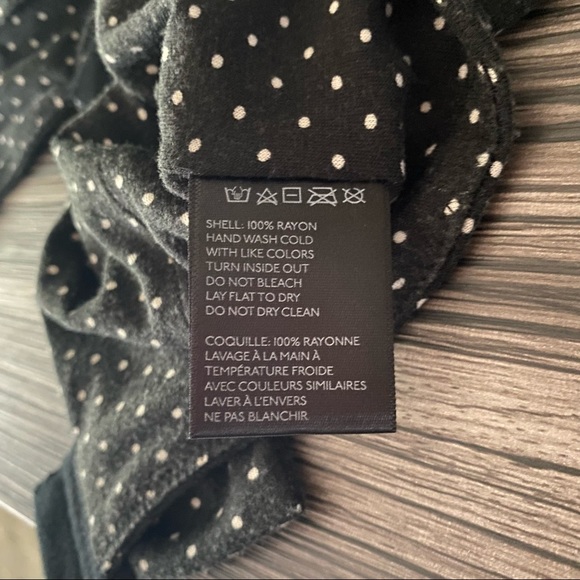 SHELL: 100% RAYON
HAND WASH COLD
WITH LIKE COLORS
TURN INSIDE OUT
DO NOT BLEACH
LAY FLAT TO DRY
DO NOT DRY CLEAN
COQUILLE: 100% RAYONNE
LAVAGE À LA MAIN À
TEMPÉRATURE FROIDE
AVEC COULEURS SIMILAIRES
LAVER À L'ENVERS
NE PAS BLANCHIR